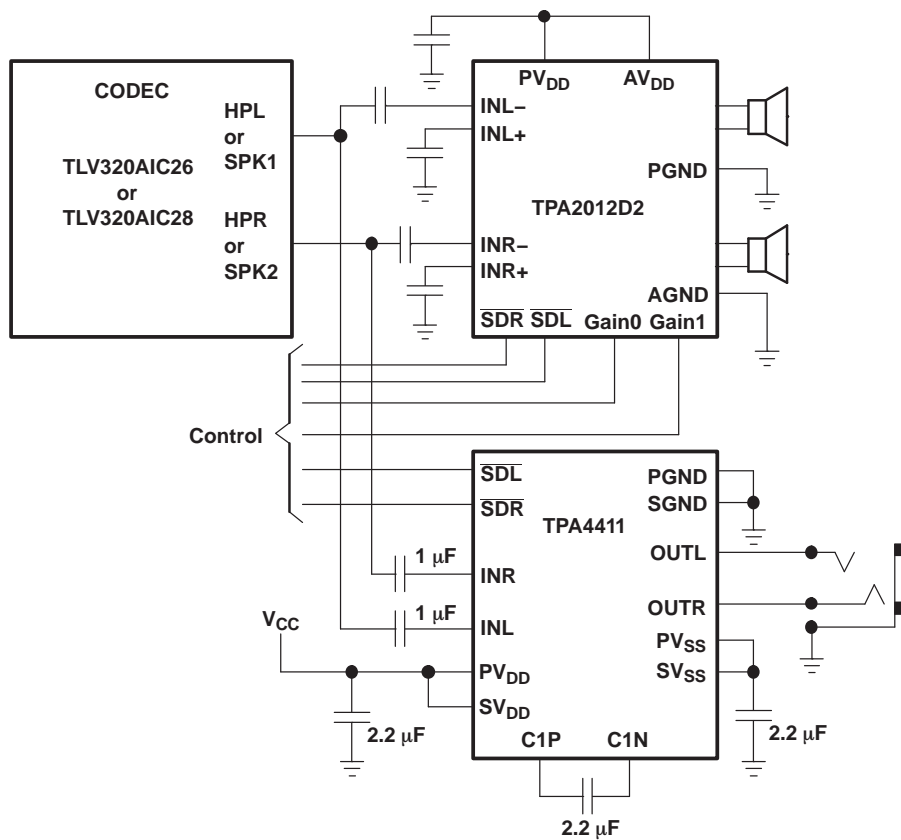 CODEC
HPL
or
SPK1
TLV320AIC26
or
TLV320AIC28
HPR
or
SPK2
PVDD
AVDD
INL−
INL+
PGND
TPA2012D2
INR−
INR+
AGND
SDR SDL Gain0 Gain1
Control
SDL
SDR
PGND
SGND
TPA4411
OUTL
1 μF
INR
OUTR
1 μF
VCC
INL
PVSS
PVDD
SVSS
SVDD
2.2 μF
2.2 μF
C1P
C1N
2.2 μF